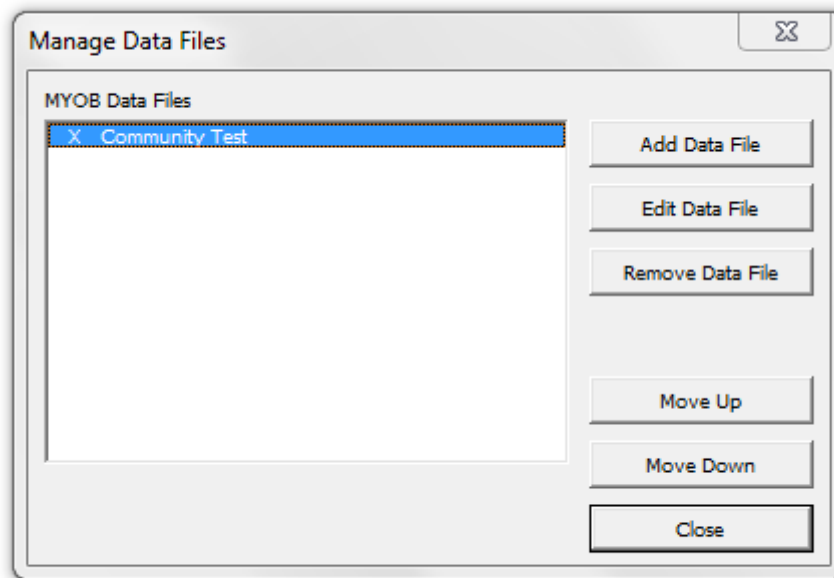 Manage Data Files
MYOB Data Files
X Community Test
Add Data File
Edit Data File
Remove Data File
Move Up
Move Down
Close